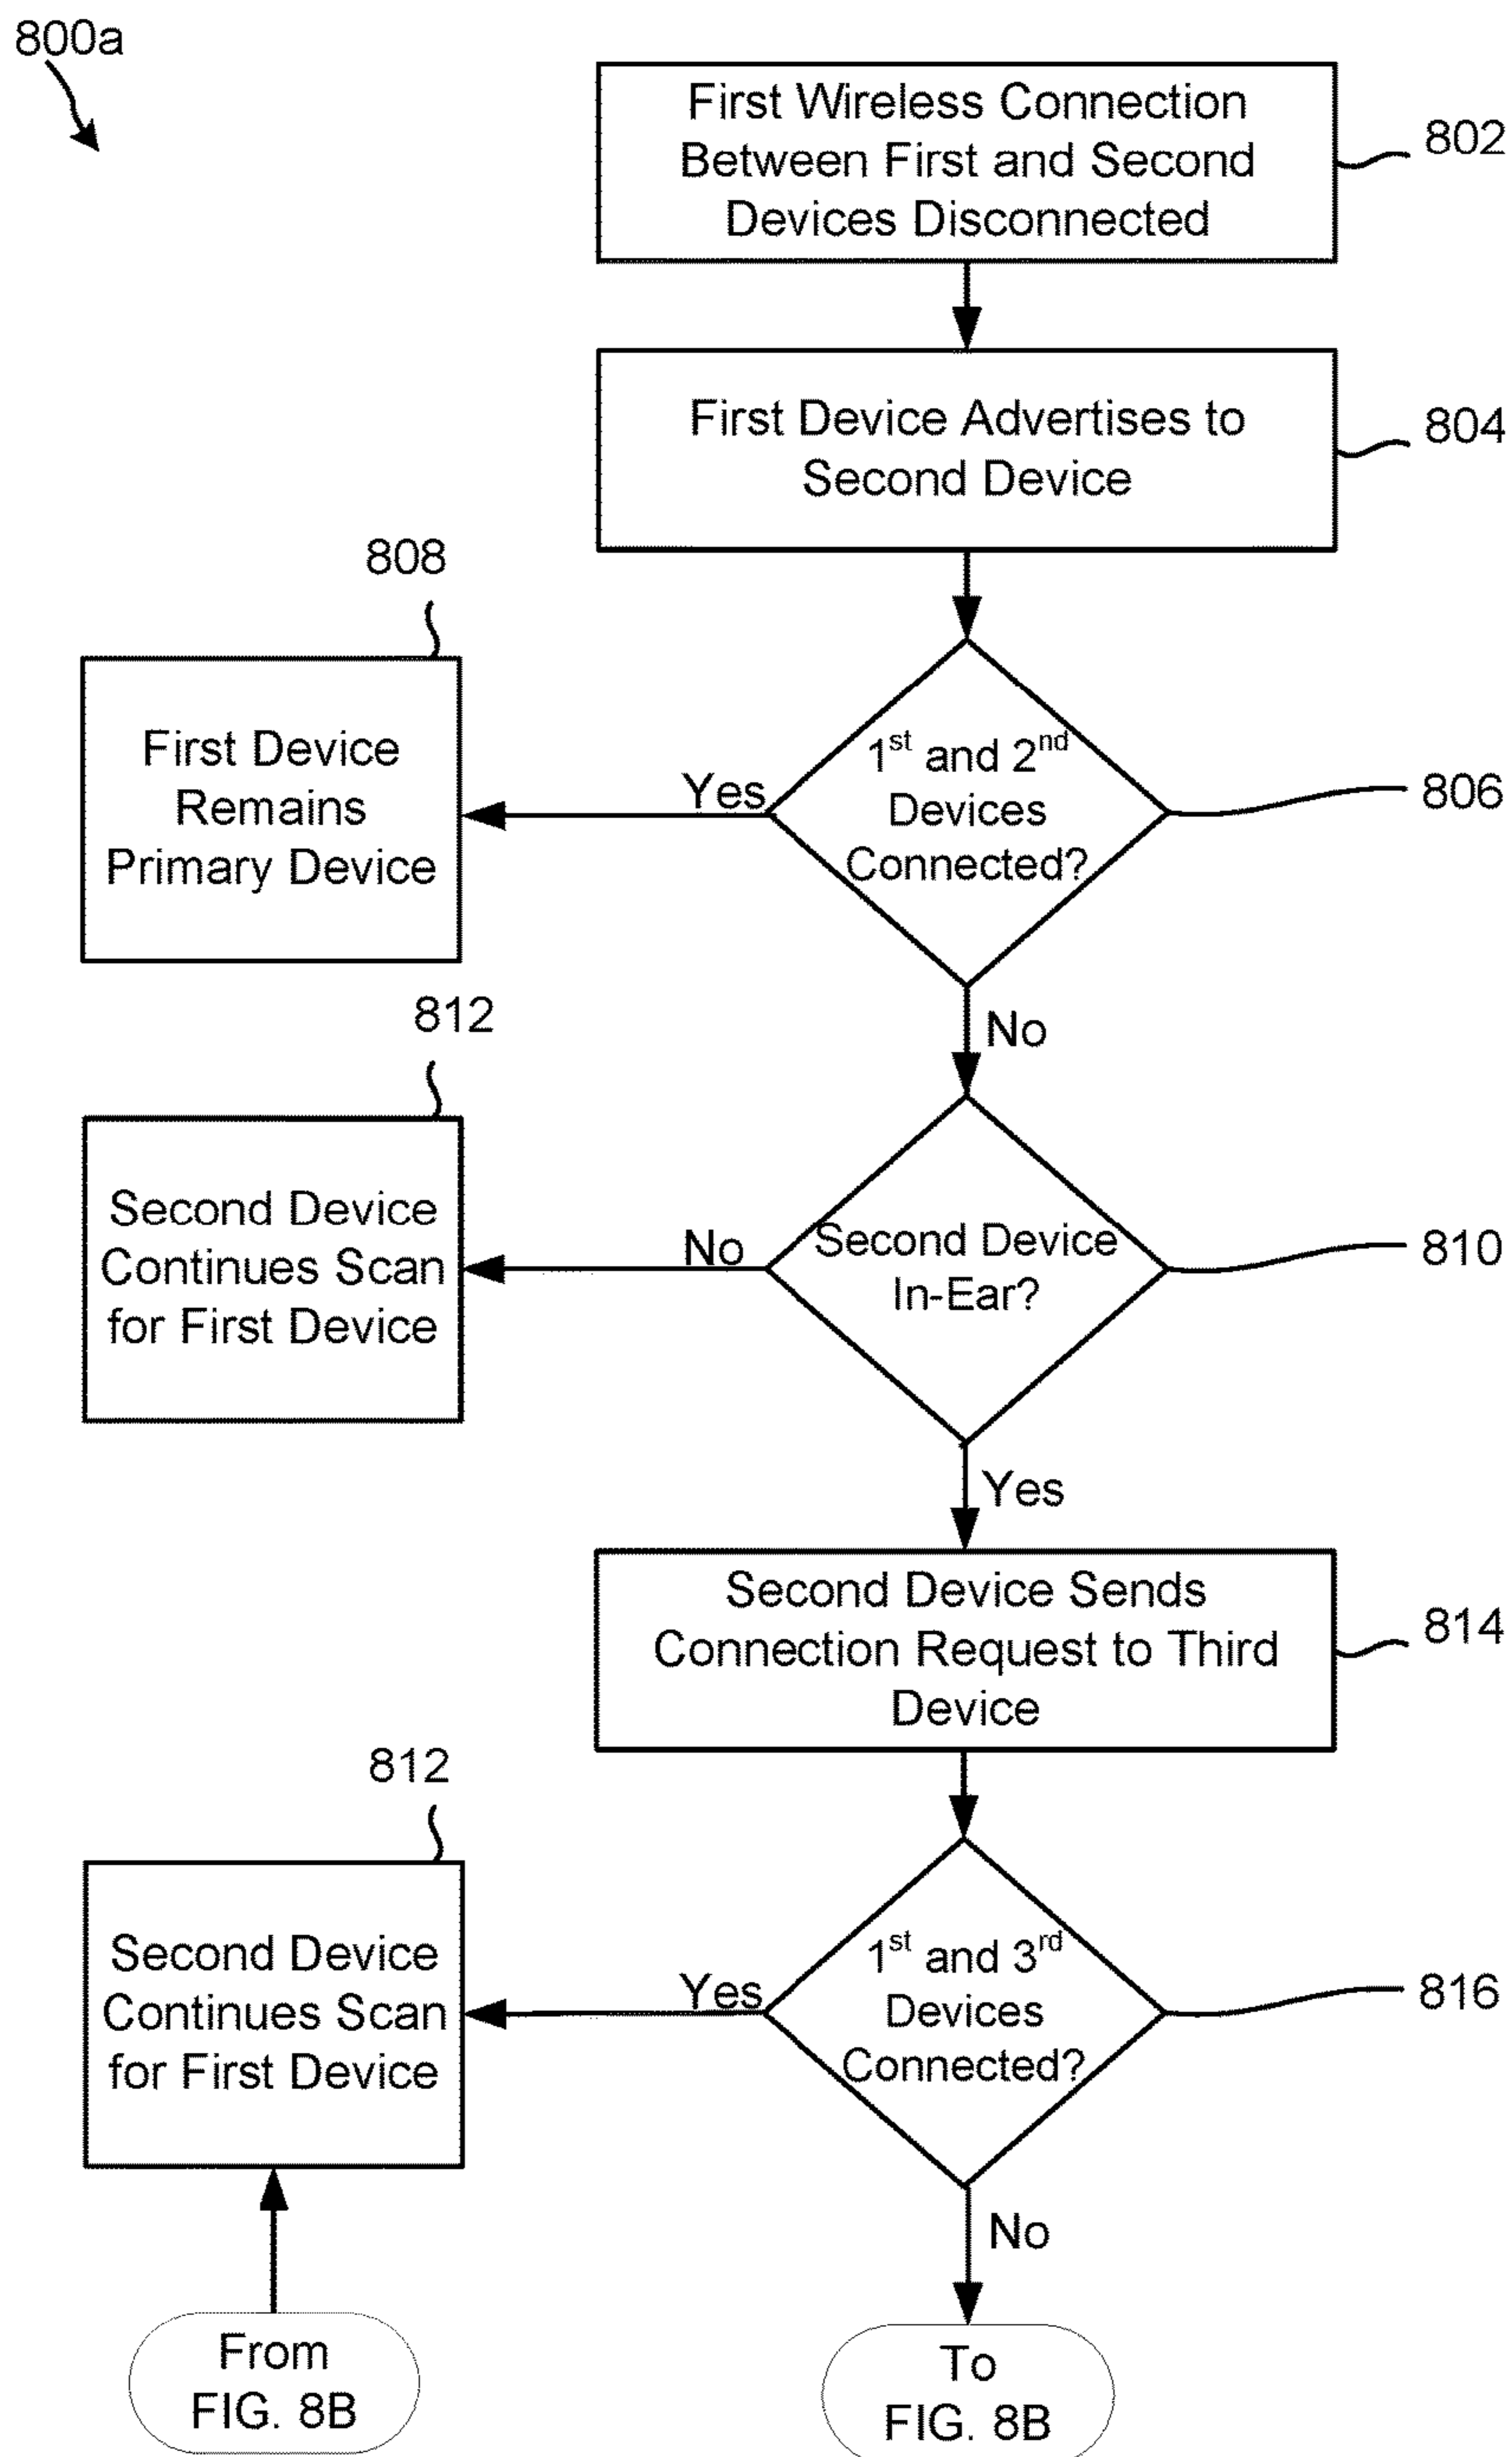 800a
First Wireless Connection
Between First and Second
Devices Disconnected
802
First Device Advertises to
Second Device
804
808
First Device
Remains
Primary Device
Yes
1st and 2nd
Devices
Connected?
806
No
812
Second Device
Continues Scan
for First Device
No
Second Device
In-Ear?
810
Yes
Second Device Sends
Connection Request to Third
Device
814
812
Second Device
Continues Scan
for First Device
Yes
1st and 3rd
Devices
Connected?
816
No
From
FIG. 8B
To
FIG. 8B